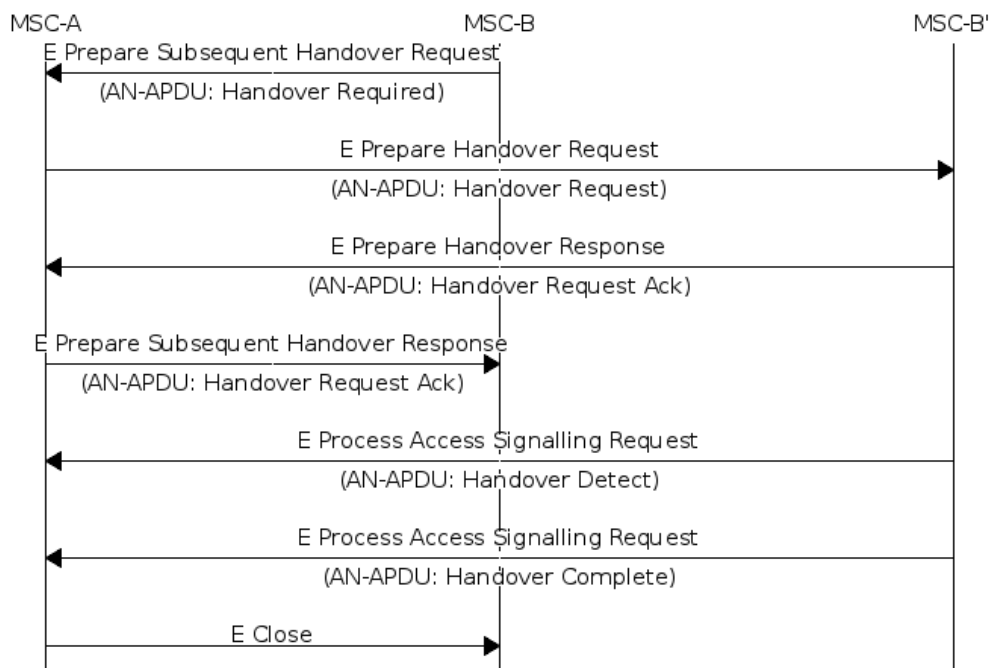 MSC-A MSC-B MSC-B'
E Prepare Subsequent Handover Request
(AN-APDU: Handover Required)
E Prepare Handover Request
(AN-APDU: Handover Request)
E Prepare Handover Response
(AN-APDU: Handover Request Ack)
E Prepare Subsequent Handover Response
(AN-APDU: Handover Request Ack)
E Process Access Signalling Request
(AN-APDU: Handover Detect)
E Process Access Signalling Request
(AN-APDU: Handover Complete)
E Close